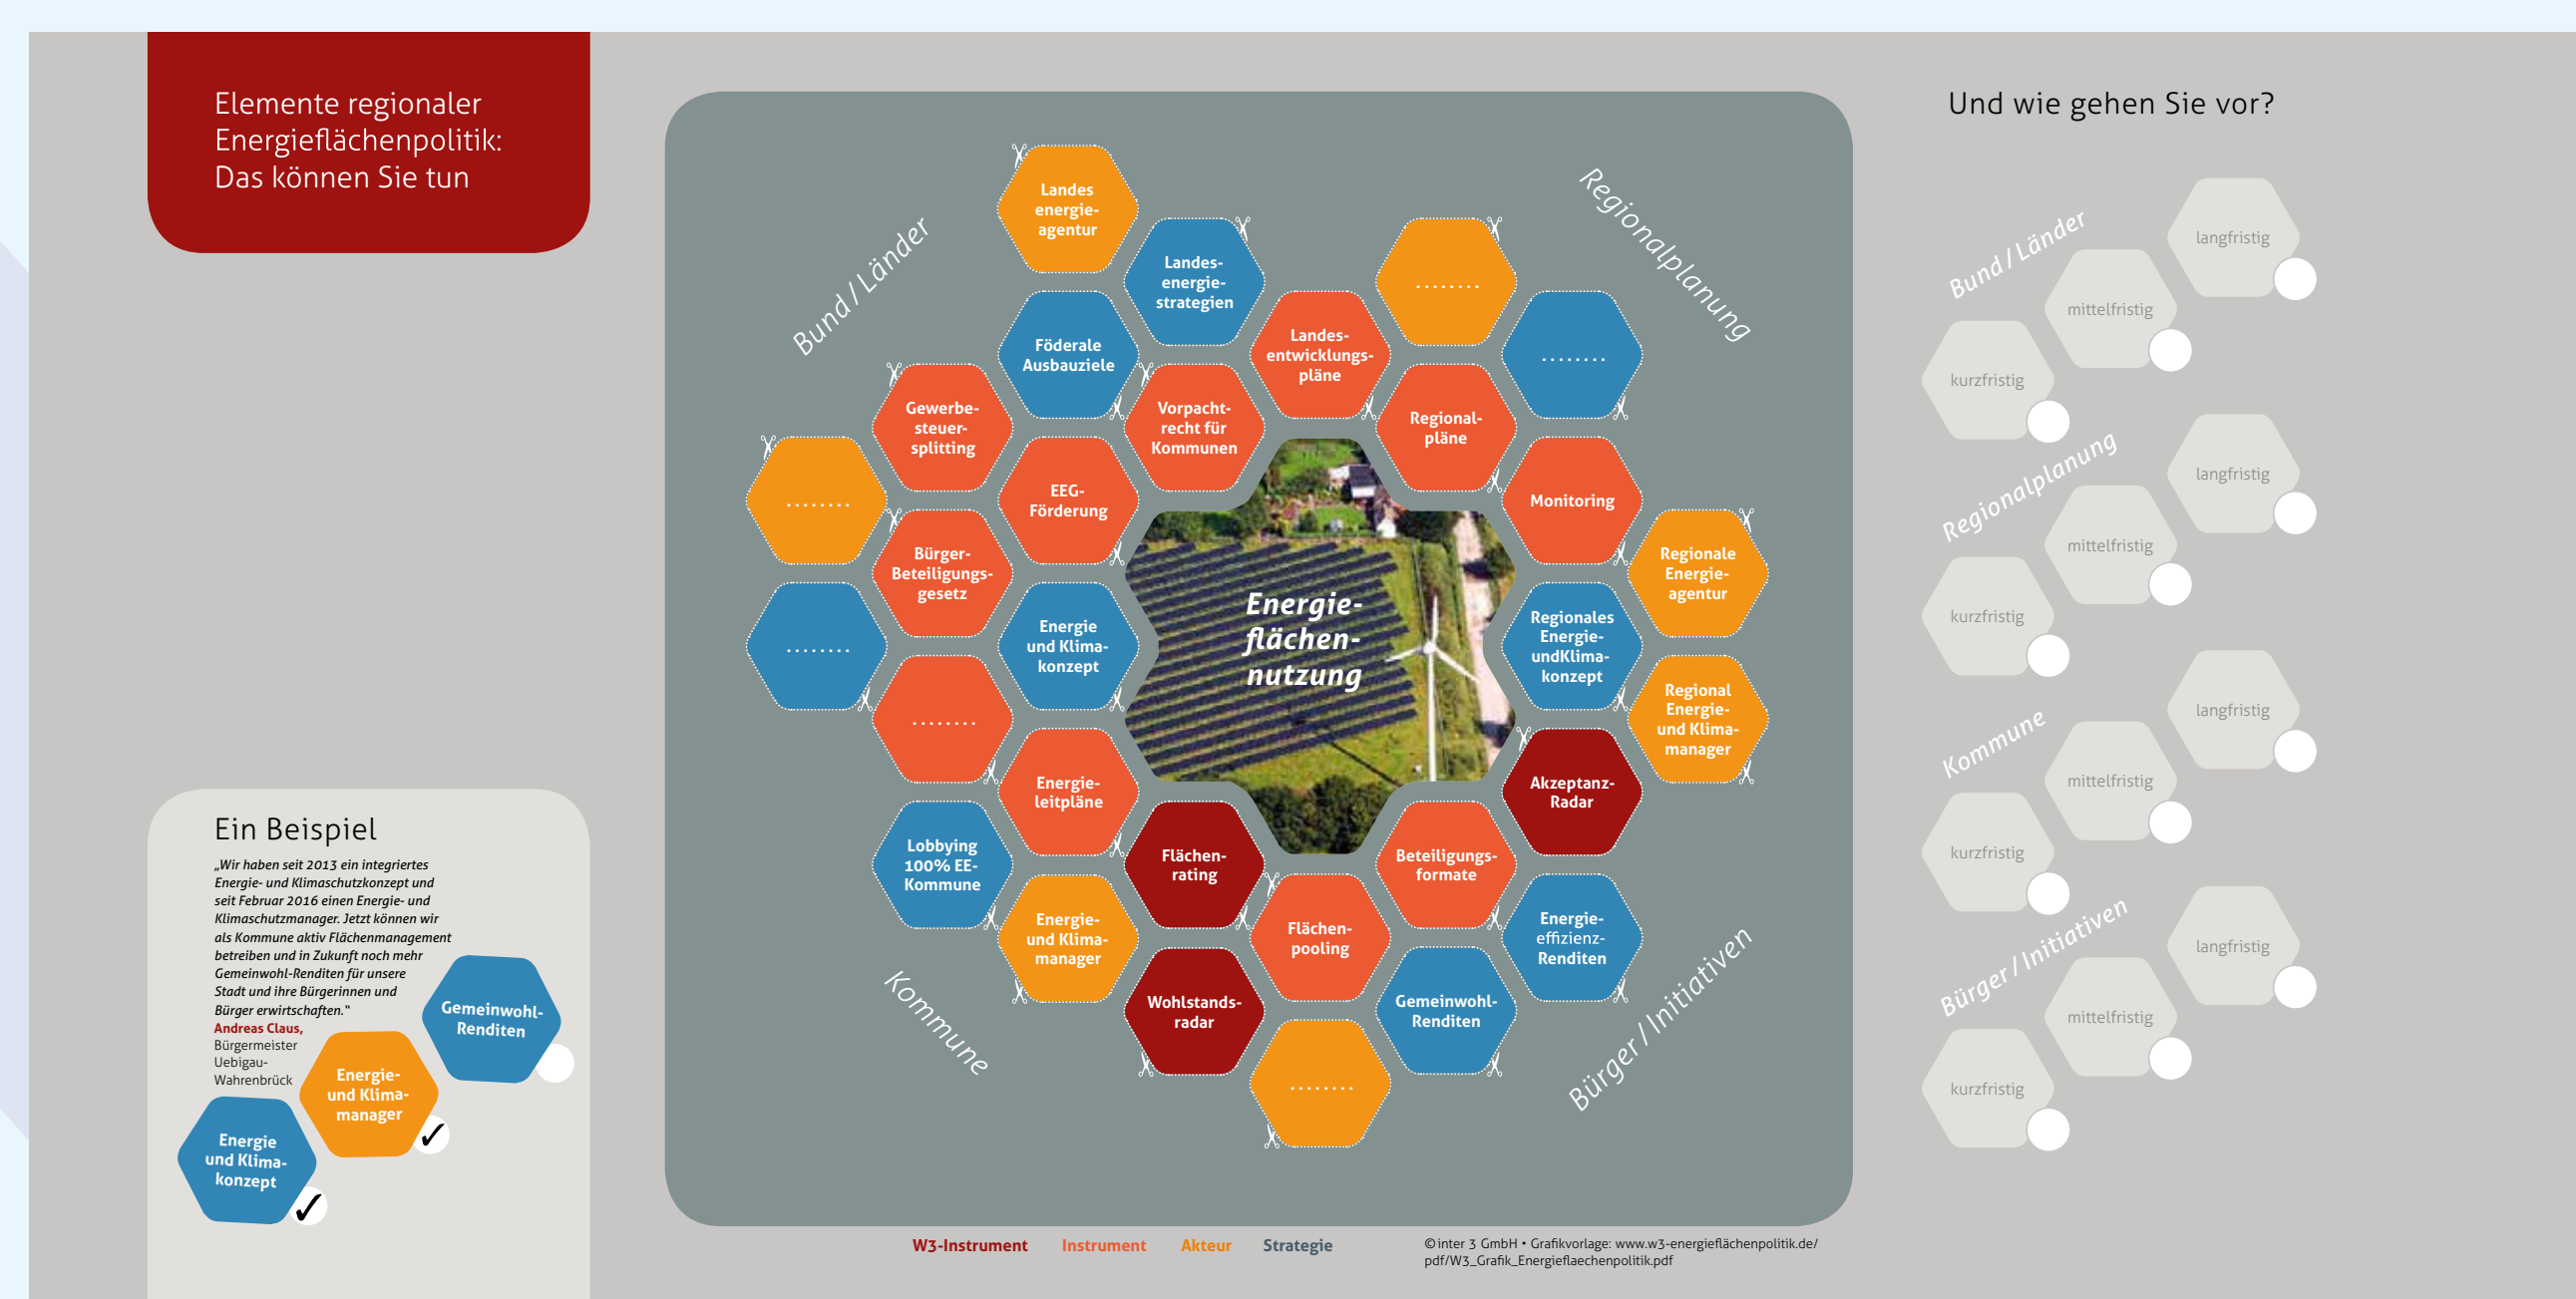 Elemente regionaler
Energieflächenpolitik:
Das können Sie tun
Ein Beispiel
„Wir haben seit 2013 ein integriertes
Energie- und Klimaschutzkonzept und
seit Februar 2016 einen Energie- und
Klimaschutzmanager. Jetzt können wir
als Kommune aktiv Flächenmanagement
betreiben und in Zukunft noch mehr
Gemeinwohl-Renditen für unsere
Stadt und ihre Bürgerinnen und
Bürger erwirtschaften.“
Andreas Claus,
Bürgermeister
Uebigau-
Wahrenbrück
Gemeinwohl-
Renditen
Energie-
und Klima-
manager
Energie
und Klima-
konzept
Bund / Länder
Regionalplanung
Landes
energie-
agentur
Landes-
energie-
strategien
........
Föderale
Ausbauziele
Landes-
entwicklungs-
pläne
........
Gewerbe-
steuer-
splitting
Vorpacht-
recht für
Kommunen
Regional-
pläne
........
EEG-
Förderung
Monitoring
Bürger-
Beteiligungs-
gesetz
Regionale
Energie-
agentur
........
Energie
und Klima-
konzept
Energie-
flächen-
nutzung
Regionales
Energie-
undKlima-
konzept
........
Regional
Energie-
und Klima-
manager
Energie-
leitpläne
Akzeptanz-
Radar
Lobbying
100% EE-
Kommune
Flächen-
rating
Beteiligungs-
formate
Energie-
und Klima-
manager
Flächen-
pooling
Energie-
effizienz-
Renditen
Wohlstands-
radar
Gemeinwohl-
Renditen
........
Kommune
Bürger / Initiativen
W3-Instrument Instrument Akteur Strategie
© inter 3 GmbH • Grafikvorlage: www.w3-energieflächenpolitik.de/
pdf/W3_Grafik_Energieflaechenpolitik.pdf
Und wie gehen Sie vor?
Bund / Länder
langfristig
mittelfristig
kurzfristig
Regionalplanung
langfristig
mittelfristig
kurzfristig
Kommune
langfristig
mittelfristig
kurzfristig
Bürger / Initiativen
langfristig
mittelfristig
kurzfristig